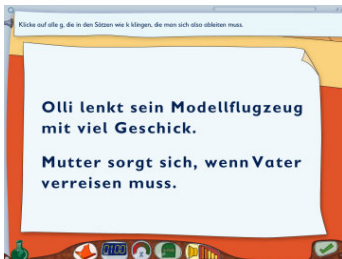 Klicke auf alle g, die in den Sätzen wie k klingen, die man sich also ableiten muss.
Olli lenkt sein Modellflugzeug
mit viel Geschick.
Mutter sorgt sich, wenn Vater
verreisen muss.